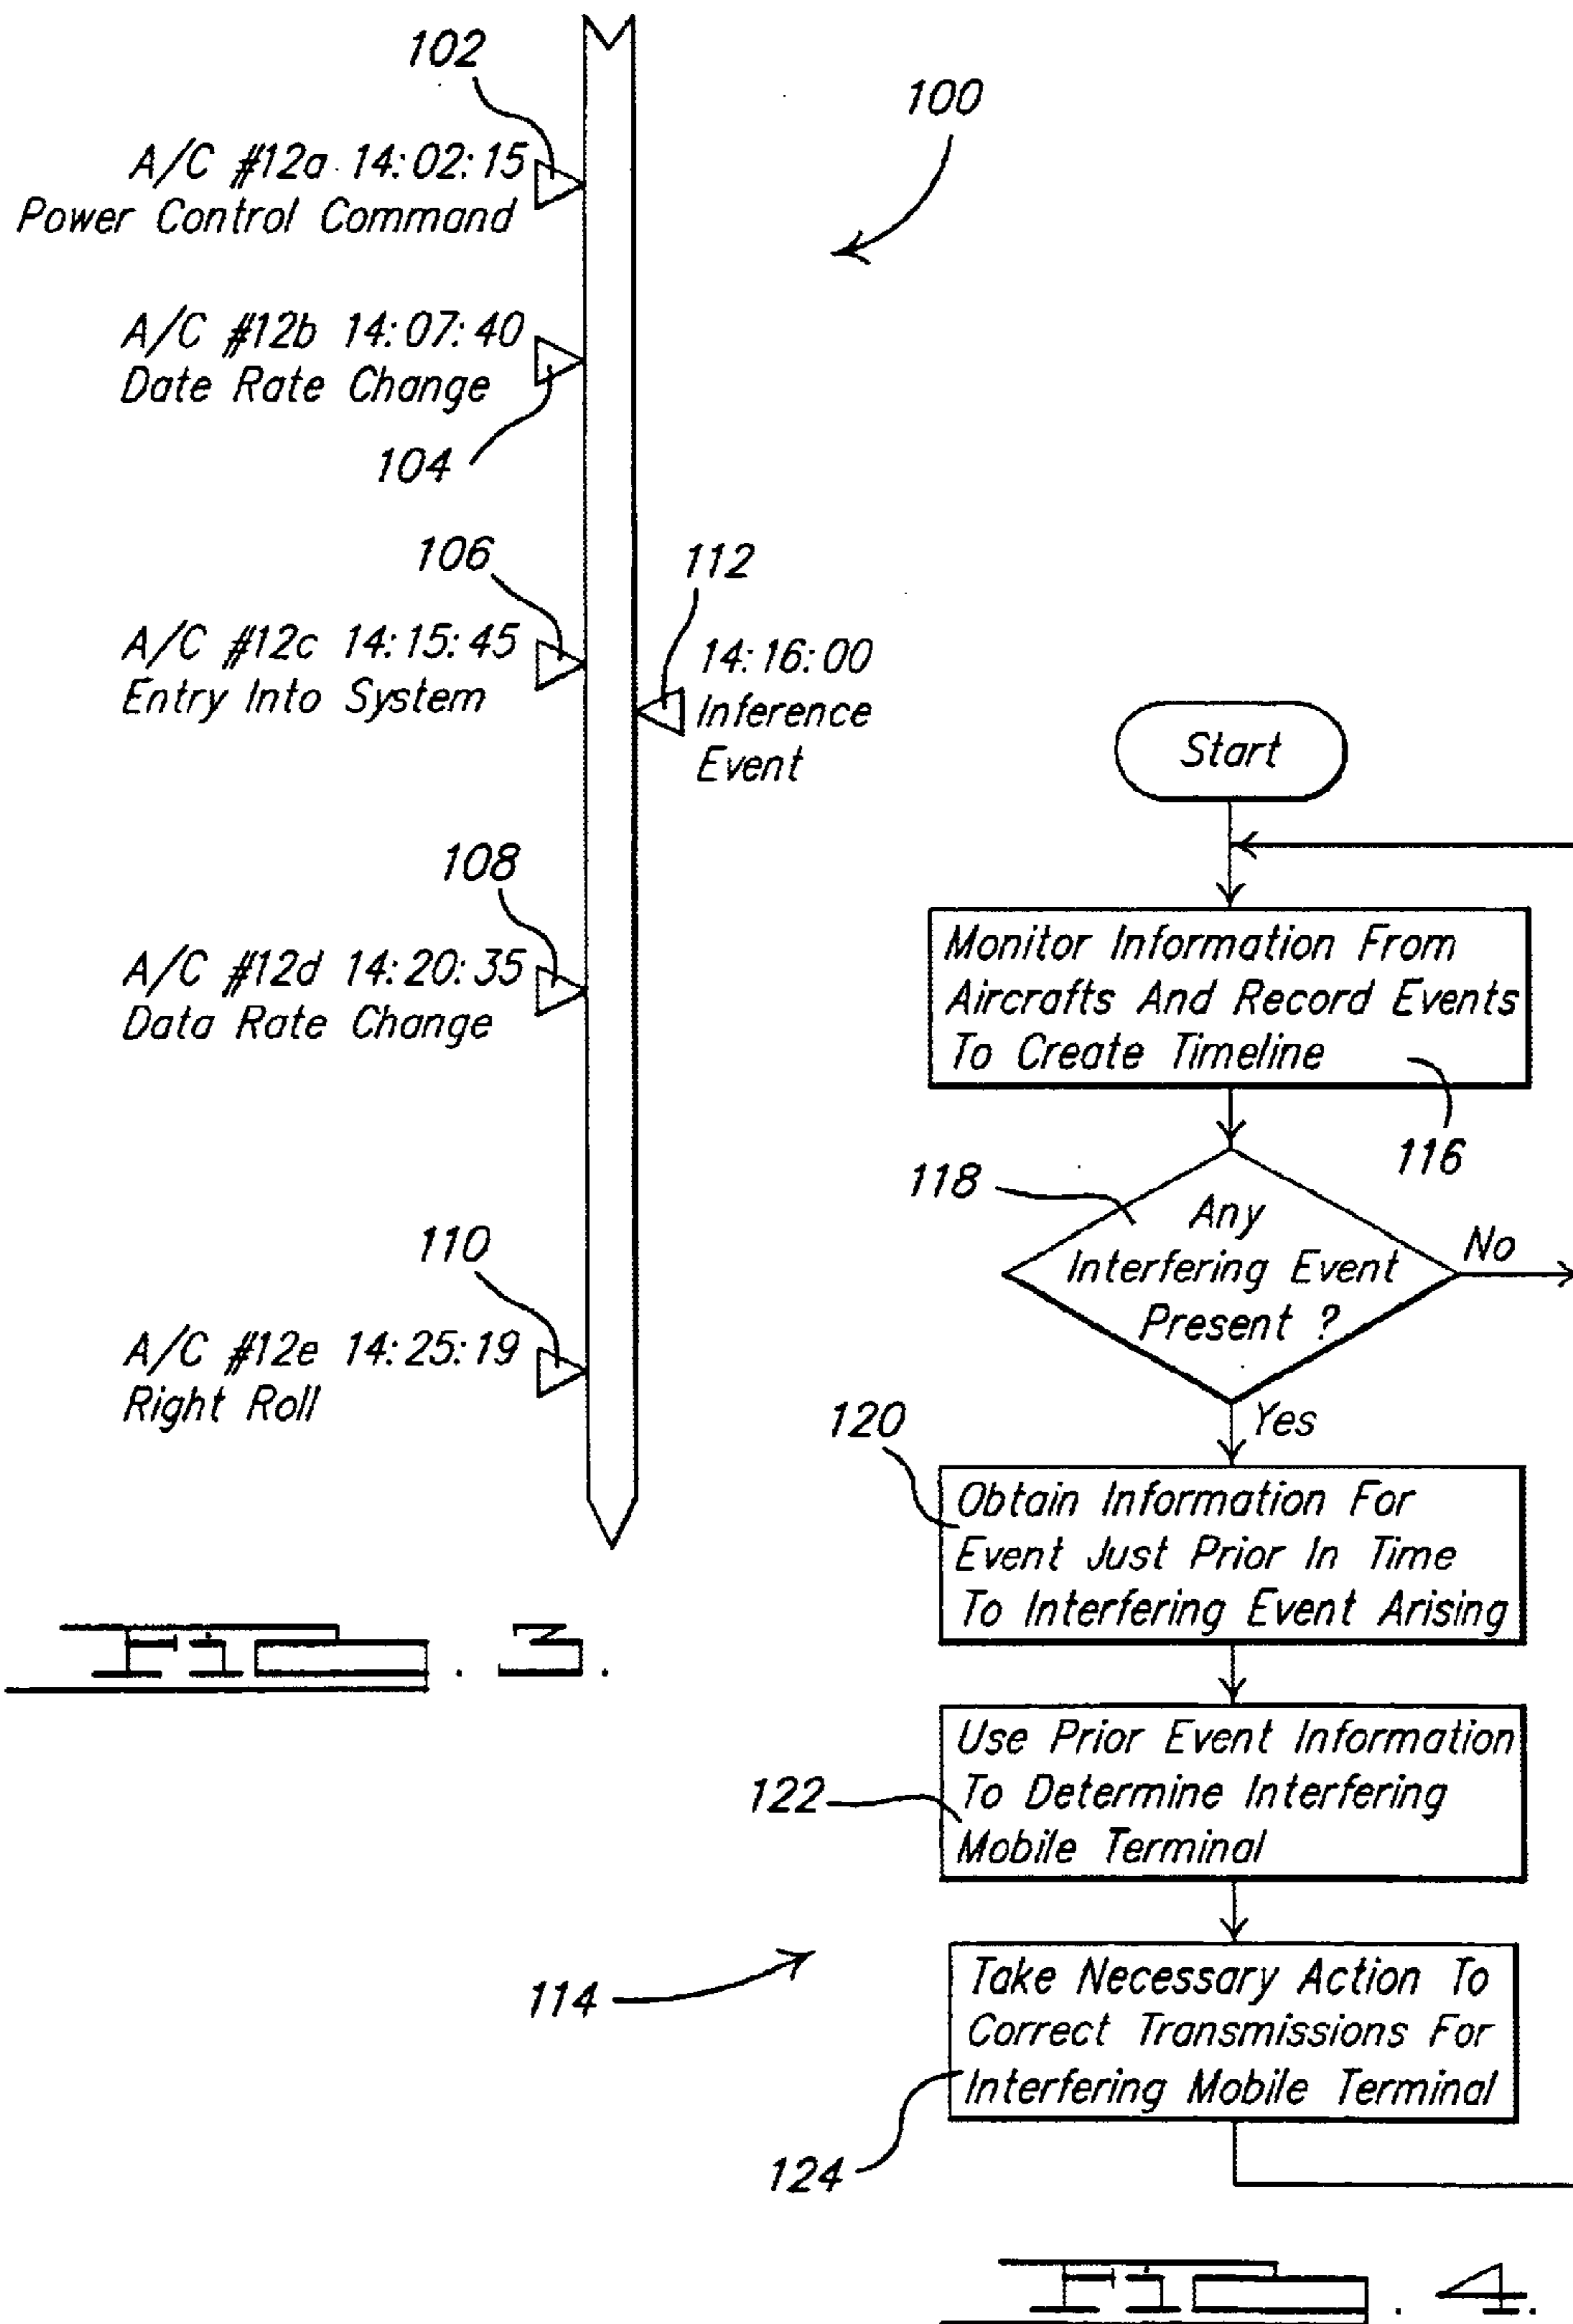 102
100
A/C #12a 14:02:15
Power Control Command
A/C #12b 14:07:40
Date Rate Change
104
106
112
A/C #12c 14:15:45
Entry Into System
14:16:00
Inference
Event
108
A/C #12d 14:20:35
Data Rate Change
110
A/C #12e 14:25:19
Right Roll
FIG. 3.
Start
Monitor Information From
Aircrafts And Record Events
To Create Timeline
116
118
Any
Interfering Event
Present ?
No
Yes
120
Obtain Information For
Event Just Prior In Time
To Interfering Event Arising
122
Use Prior Event Information
To Determine Interfering
Mobile Terminal
114
Take Necessary Action To
Correct Transmissions For
Interfering Mobile Terminal
124
FIG. 4.